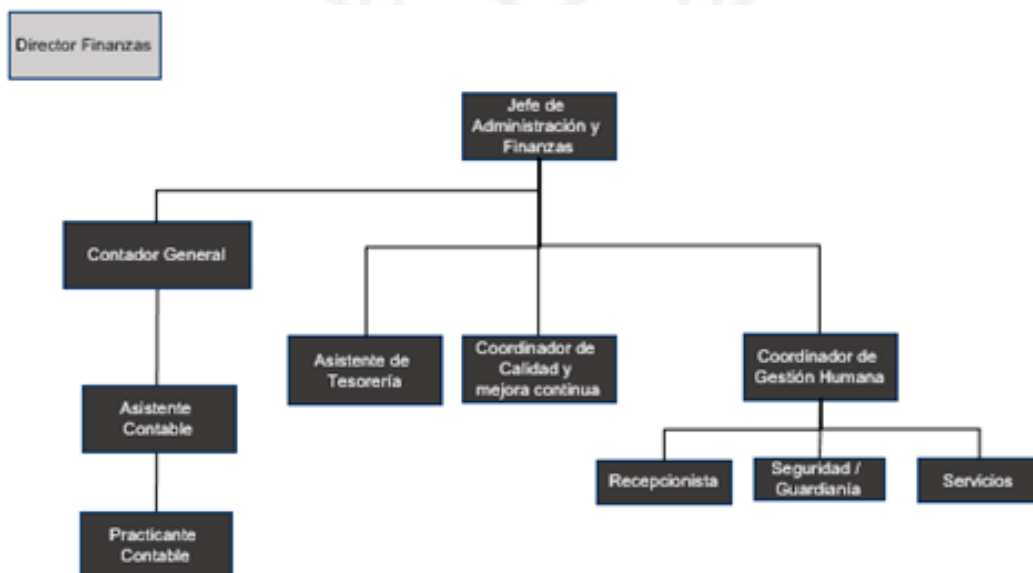 Director Finanzas
Jefe de
Administración y
Finanzas
Contador General
Asistente de
Tesorería
Coordinador de
Calidad y
mejora continua
Coordinador de
Gestión Humana
Asistente
Contable
Recepcionista
Seguridad /
Guardianía
Servicios
Practicante
Contable